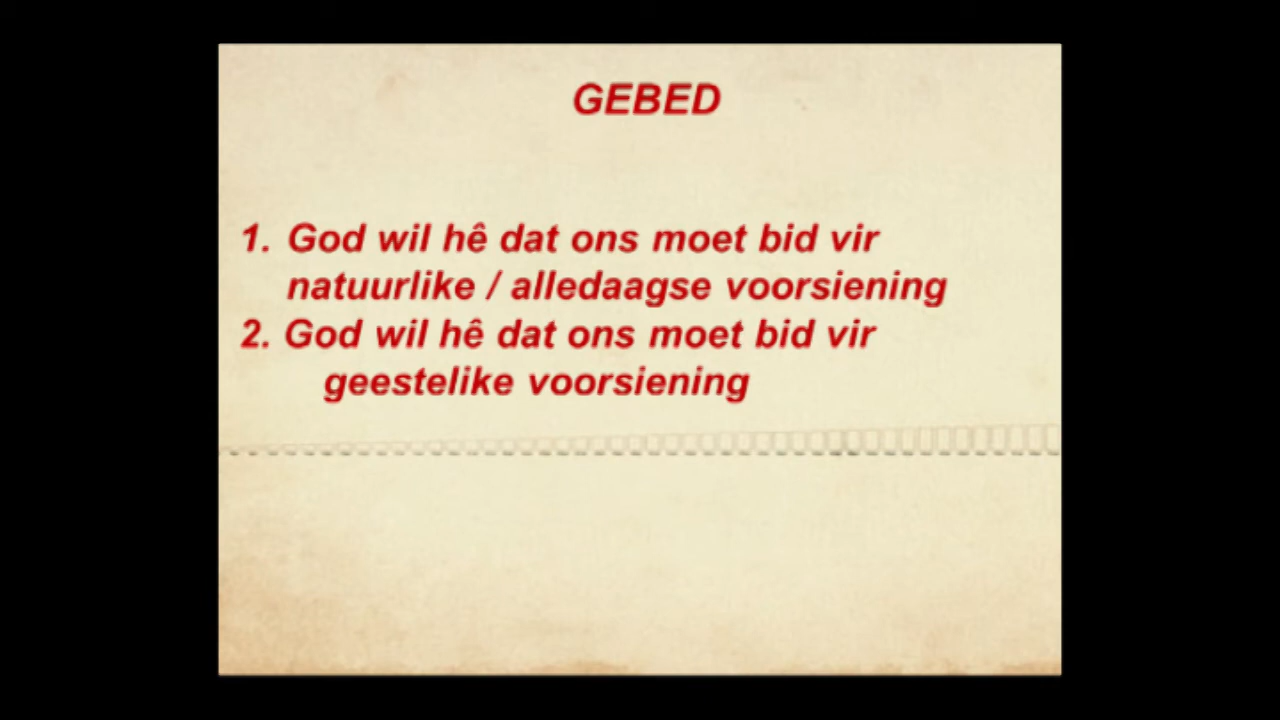 GEBED
1. God wil hê dat ons moet bid vir
natuurlike / alledaagse voorsiening
2. God wil hê dat ons moet bid vir
geestelike voorsiening